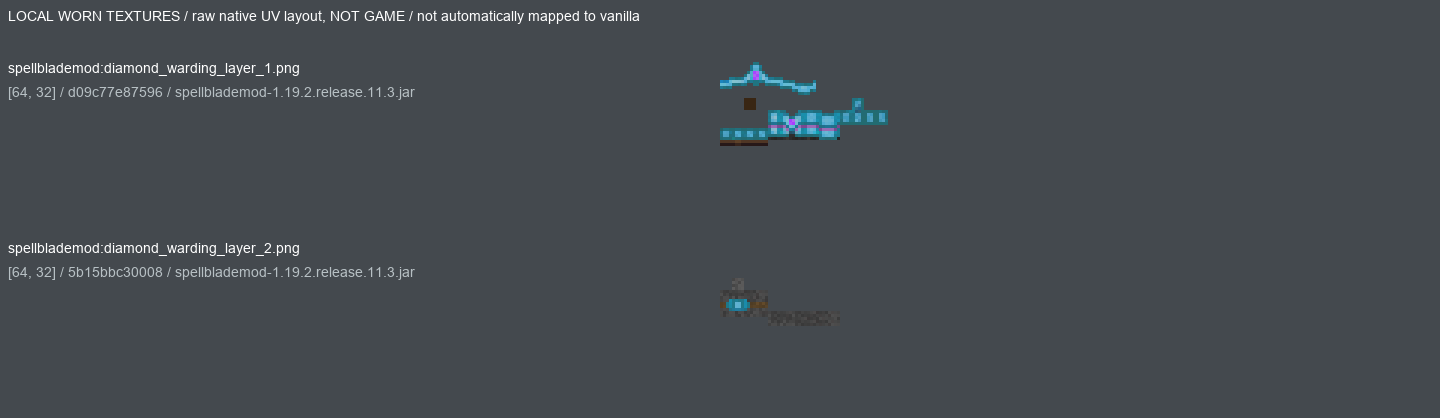 LOCAL WORN TEXTURES / raw native UV layout, NOT GAME / not automatically mapped to vanilla
spellblademod:diamond_warding_layer_1.png
[64, 32] / d09c77e87596 / spellblademod-1.19.2.release.11.3.jar
spellblademod:diamond_warding_layer_2.png
[64, 32] / 5b15bbc30008 / spellblademod-1.19.2.release.11.3.jar